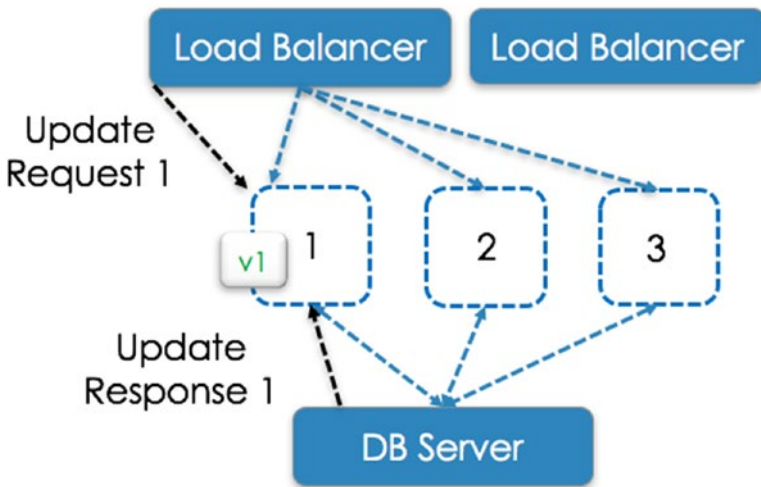 Load Balancer
Load Balancer
Update
Request 1
v1
1
2
3
Update
Response 1
DB Server